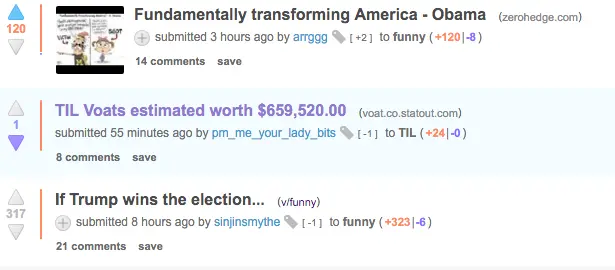 Fundamentally transforming America - Obama (zerohedge.com)
120
submitted 3 hours ago by arrggg [ +2 ] to funny ( +120|-8 )
14 comments save
TIL Voats estimated worth $659,520.00 (voat.co.statout.com)
1
submitted 55 minutes ago by pm_me_your_lady_bits [ -1 ] to TIL ( +24|-0 )
8 comments save
If Trump wins the election... (v/funny)
317
submitted 8 hours ago by sinjinsmythe [ -1 ] to funny ( +323|-6 )
21 comments save